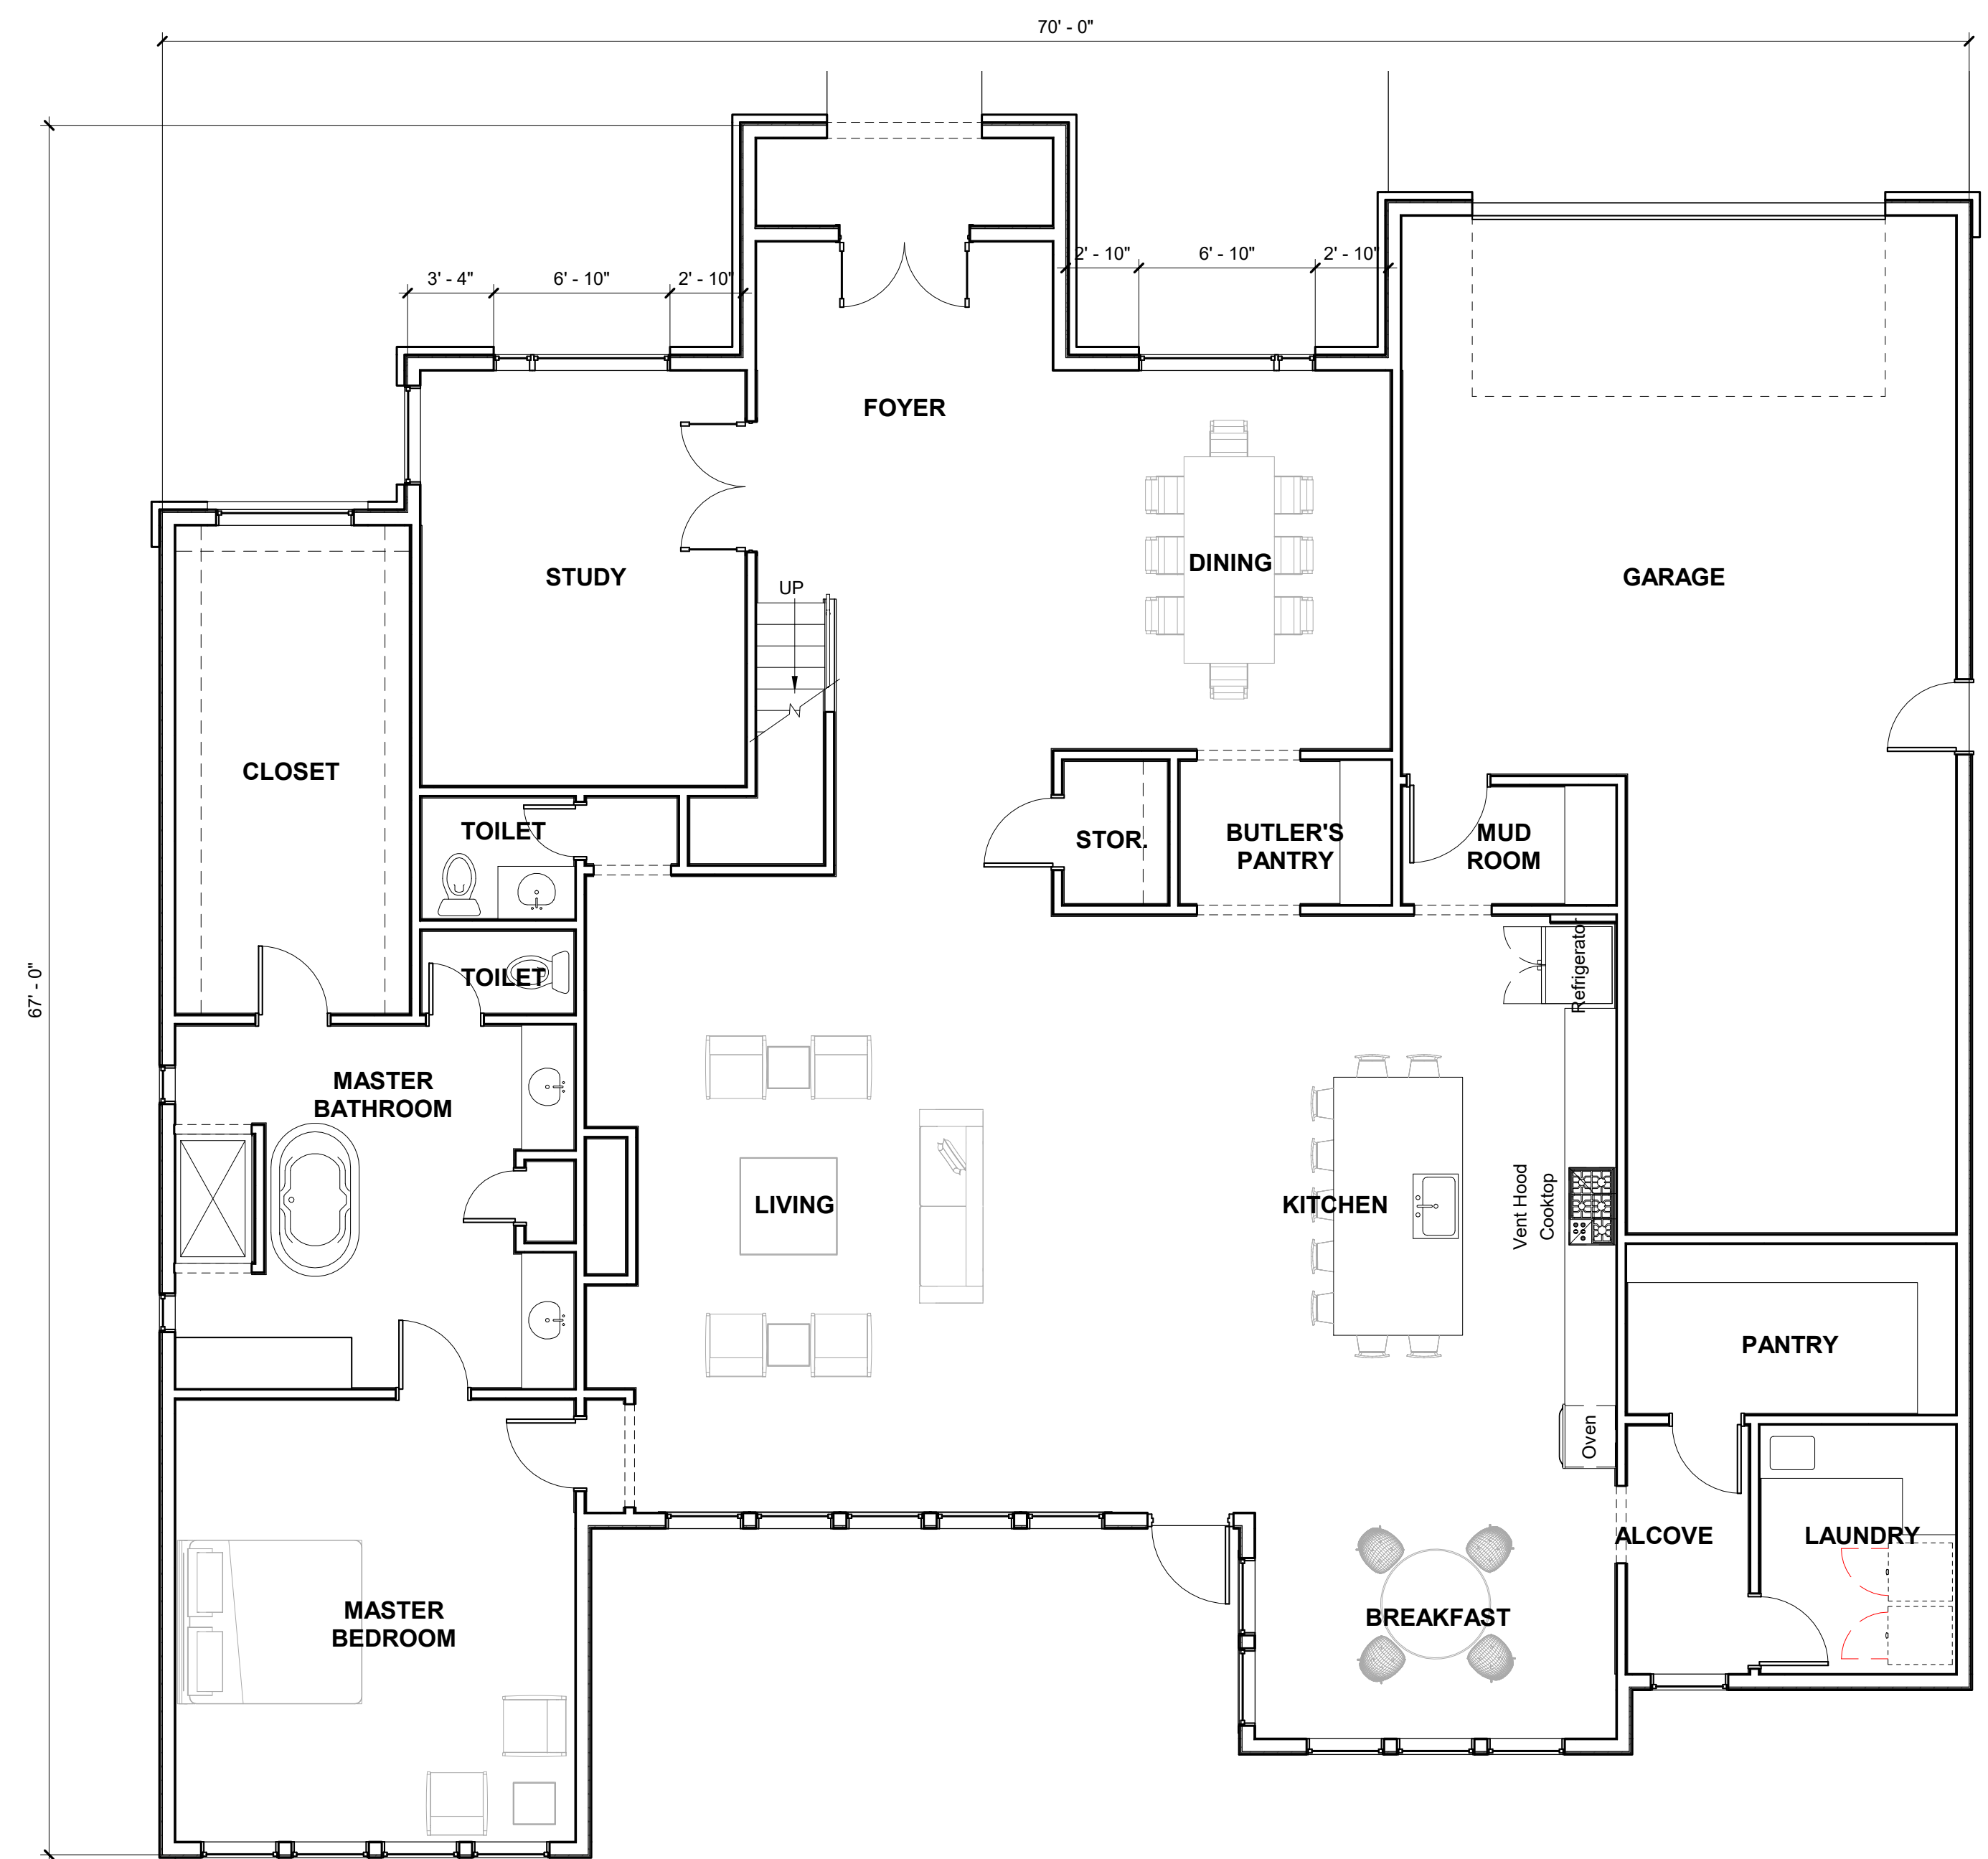 70' - 0"
2' - 10"
6' - 10"
2' - 10"
3' - 4"
6' - 10"
2' - 10"
FOYER
DINING
STUDY
GARAGE
UP
CLOSET
TOILET
STOR.
BUTLER'S
PANTRY
MUD
ROOM
Refrigerator
TOILET
67' - 0"
MASTER
BATHROOM
LIVING
KITCHEN
Vent Hood
Cooktop
PANTRY
Oven
ALCOVE
LAUNDRY
MASTER
BEDROOM
BREAKFAST